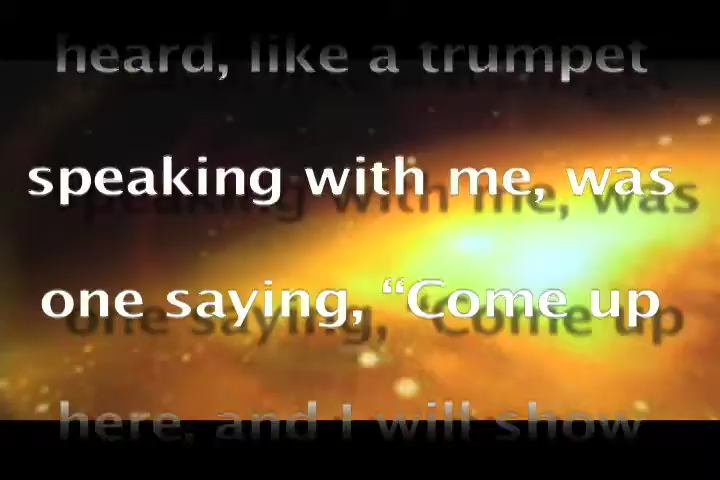 heard, like a trumpet
speaking with me, was
one saying, “Come up
here, and I will show